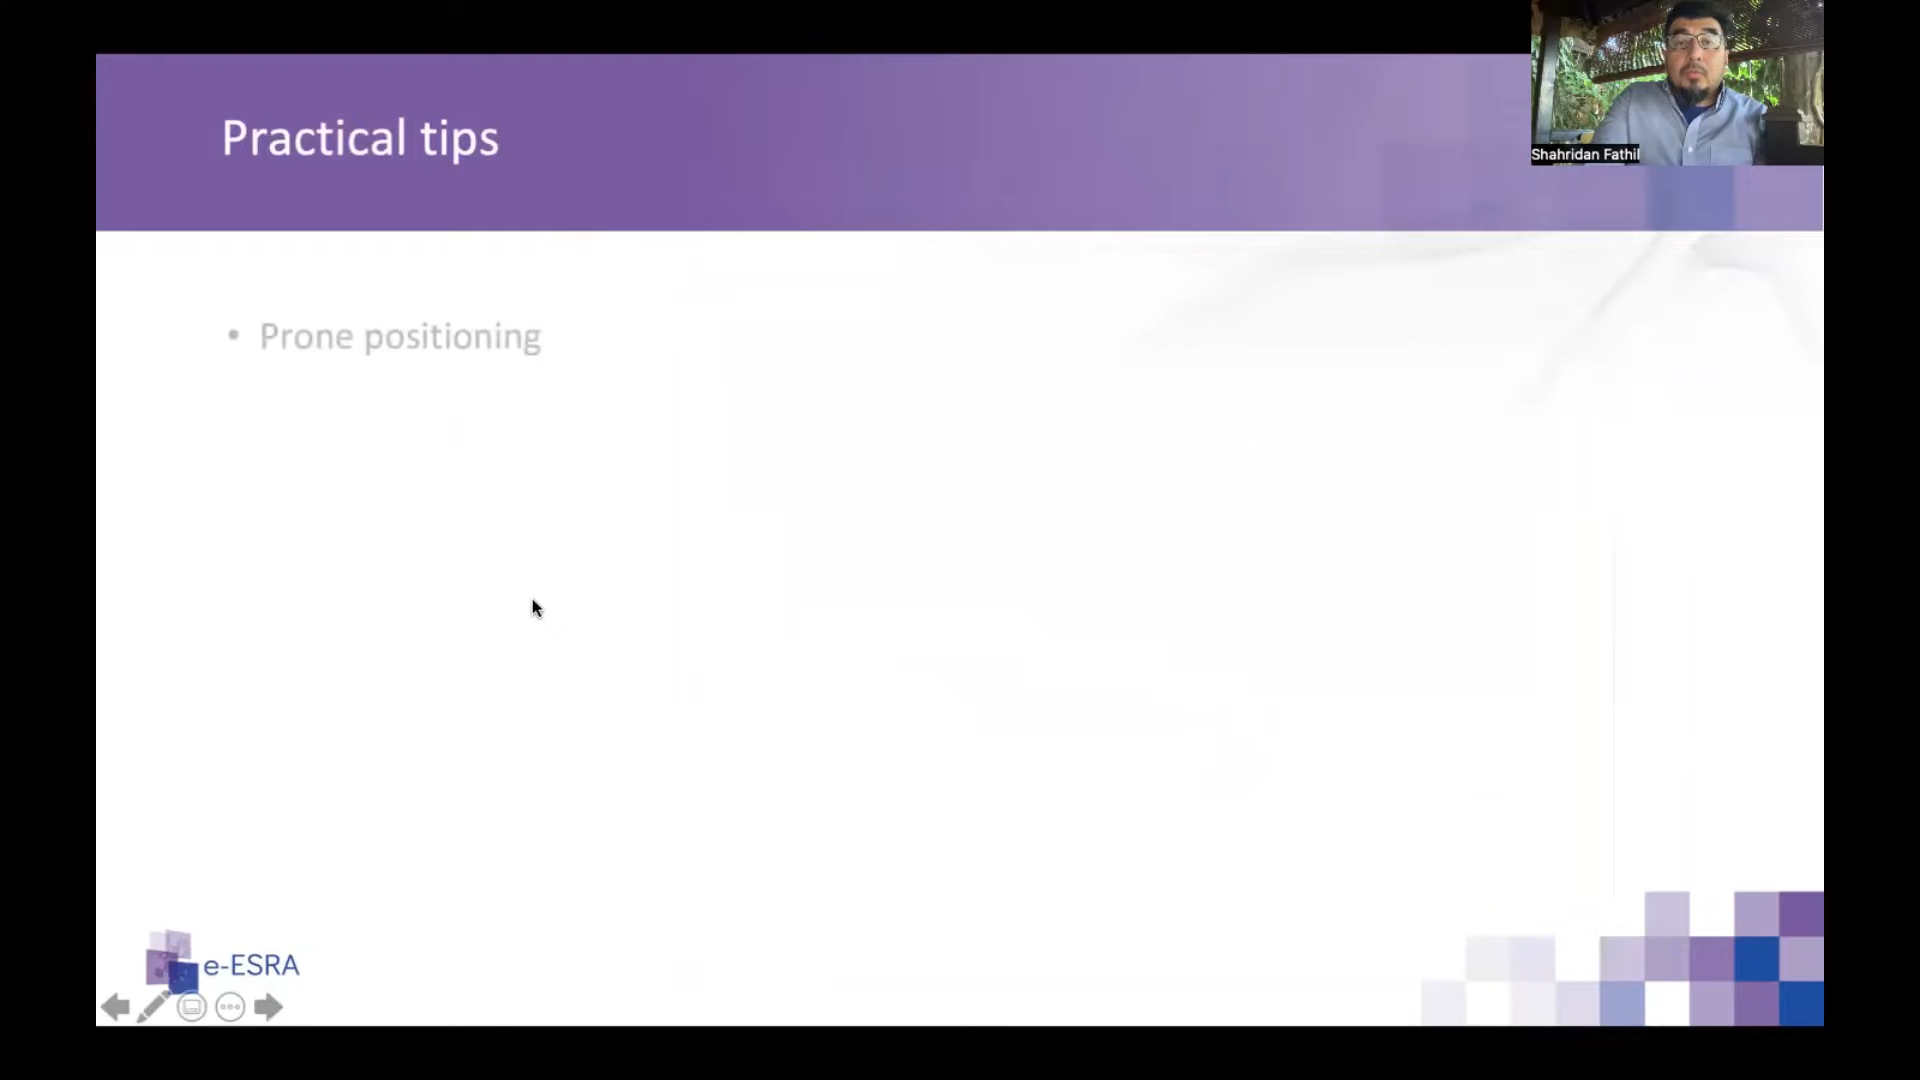 Practical tips
Shahridan Fathil
• Prone positioning
e-ESRA